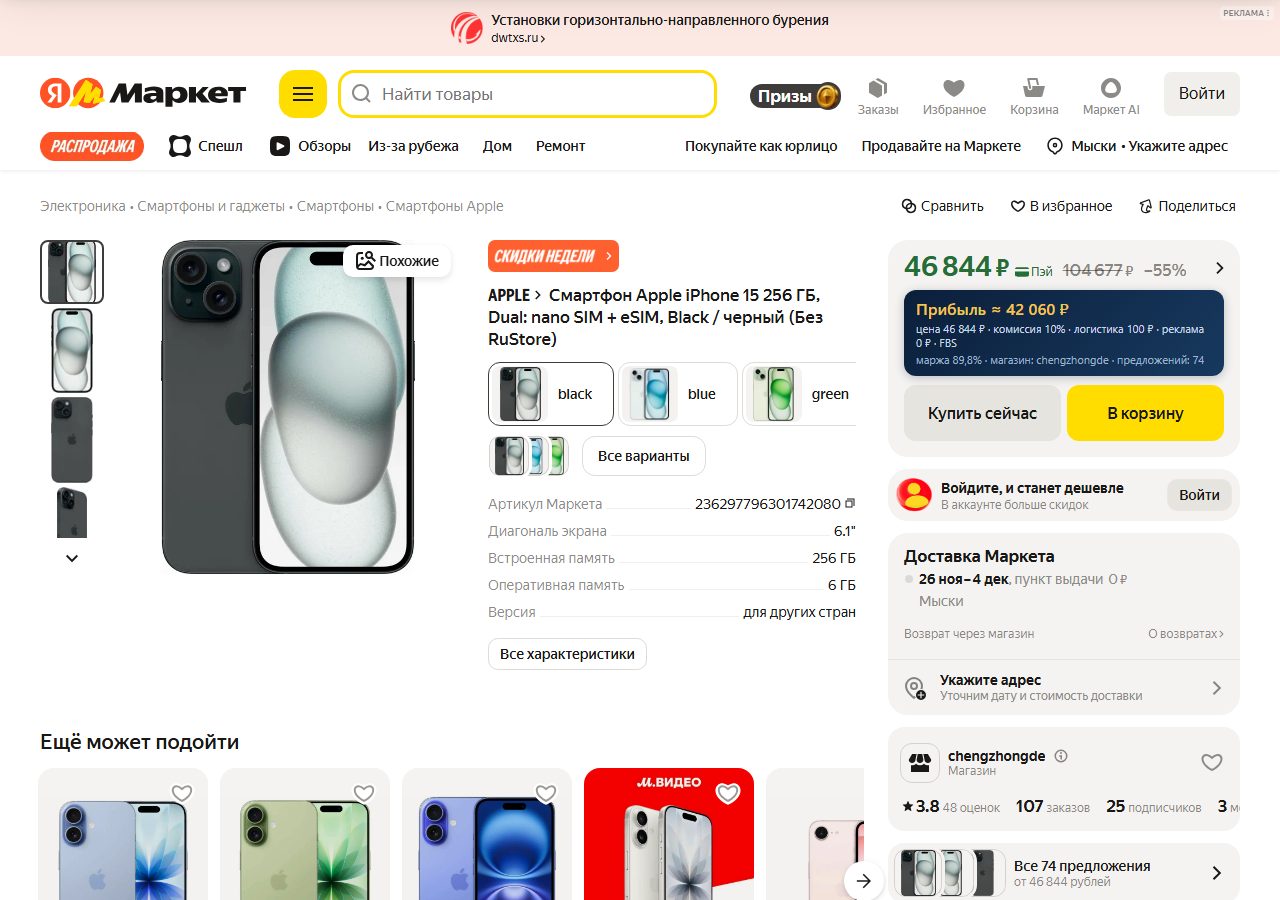 Установки горизонтально-направленного бурения
dwtxs.ru ›
РЕКЛАМА
Я М Маркет
Найти товары
Призы
Заказы
Избранное
Корзина
Маркет AI
Войти
РАСПРОДАЖА
Спешл
Обзоры
Из-за рубежа
Дом
Ремонт
Покупайте как юрлицо
Продавайте на Маркете
Мыски • Укажите адрес
Электроника • Смартфоны и гаджеты • Смартфоны • Смартфоны Apple
Сравнить
В избранное
Поделиться
Похожие
СКИДКИ НЕДЕЛИ ›
APPLE › Смартфон Apple iPhone 15 256 ГБ,
Dual: nano SIM + eSIM, Black / черный (Без
RuStore)
black
blue
green
Все варианты
Артикул Маркета 236297796301742080
Диагональ экрана 6.1"
Встроенная память 256 ГБ
Оперативная память 6 ГБ
Версия для других стран
Все характеристики
46 844 ₽ Пэй 104 677 ₽ –55%
Прибыль ≈ 42 060 ₽
цена 46 844 ₽ · комиссия 10% · логистика 100 ₽ · реклама
0 ₽ · FBS
маржа 89,8% · магазин: chengzhongde · предложений: 74
Купить сейчас
В корзину
Войдите, и станет дешевле
В аккаунте больше скидок
Войти
Доставка Маркета
26 ноя – 4 дек, пункт выдачи 0 ₽
Мыски
Возврат через магазин
О возвратах ›
Укажите адрес
Уточним дату и стоимость доставки
chengzhongde
Магазин
3.8 48 оценок 107 заказов 25 подписчиков 3
Все 74 предложения
от 46 844 рублей
Ещё может подойти
М.ВИДЕО